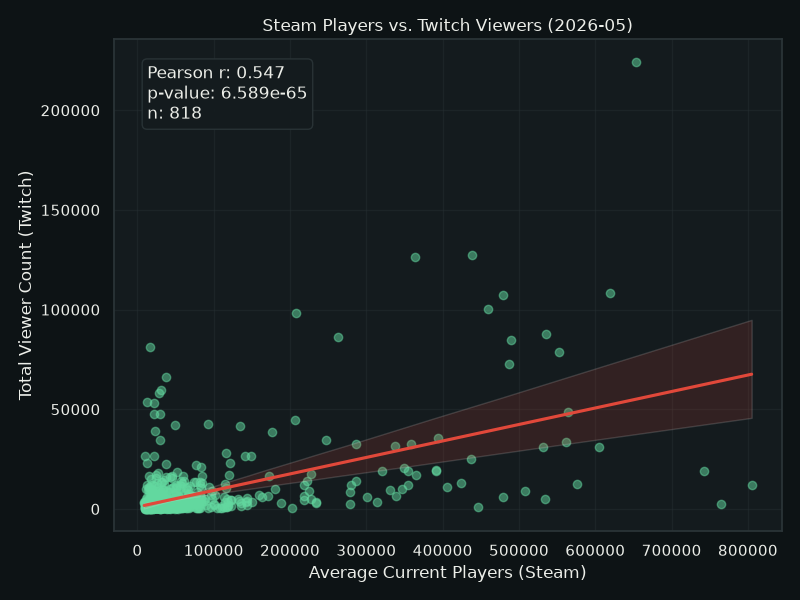 Steam Players vs. Twitch Viewers (2026-05)
Pearson r: 0.547
p-value: 6.589e-65
n: 818
Total Viewer Count (Twitch)
200000
150000
100000
50000
0
0 100000 200000 300000 400000 500000 600000 700000 800000
Average Current Players (Steam)